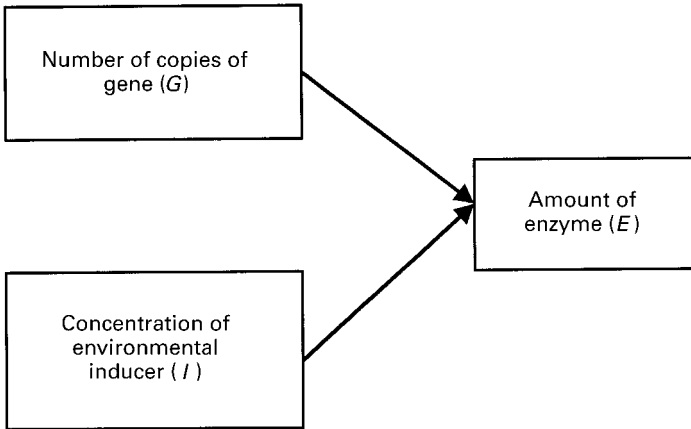 Number of copies of
gene (G)
Amount of
enzyme (E)
Concentration of
environmental
inducer (I)